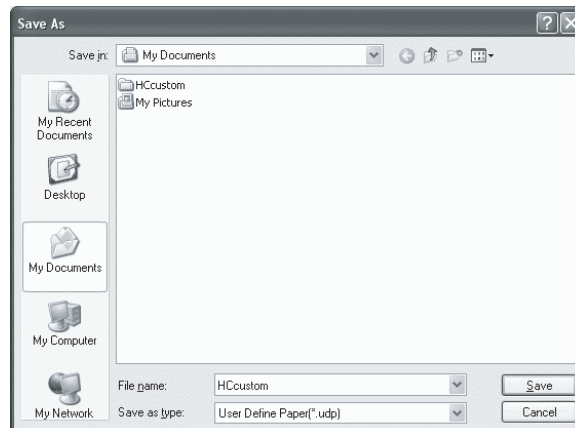 Save As
Save in:
My Documents
HCcustom
My Pictures
My Recent
Documents
Desktop
My Documents
My Computer
My Network
File name:
HCcustom
Save
Save as type:
User Define Paper(*.udp)
Cancel